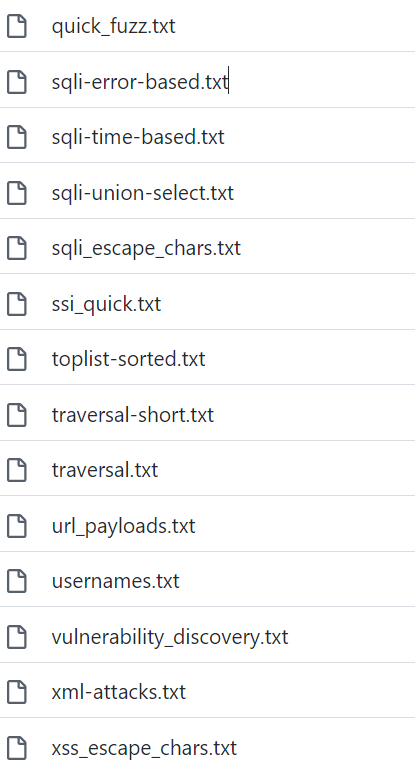 quick_fuzz.txt
sqli-error-based.txt
sqli-time-based.txt
sqli-union-select.txt
sqli_escape_chars.txt
ssi_quick.txt
toplist-sorted.txt
traversal-short.txt
traversal.txt
url_payloads.txt
usernames.txt
vulnerability_discovery.txt
xml-attacks.txt
xss_escape_chars.txt